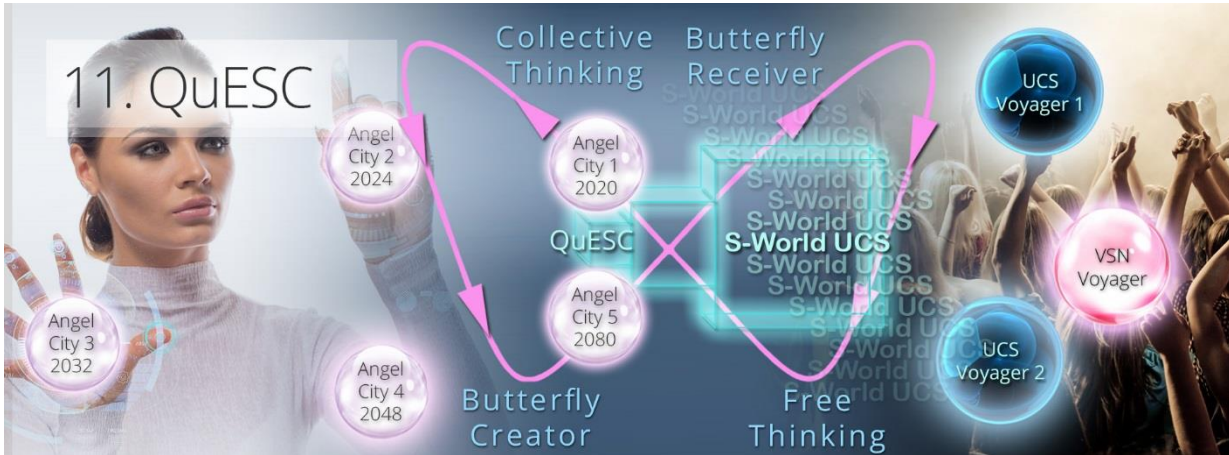 11. QuESC
Collective
Thinking
Butterfly
Receiver
UCS
Voyager 1
Angel
City 2
2024
Angel
City 1
2020
S-World UCS
S-World UCS
S-World UCS
S-World UCS
S-World UCS
S-World UCS
S-World UCS
S-World UCS
QuESC
S-World UCS
S-World UCS
S-World UCS
S-World UCS
S-World UCS
S-World UCS
S-World UCS
S-World UCS
VSN
Voyager
Angel
City 3
2032
Angel
City 5
2080
Angel
City 4
2048
UCS
Voyager 2
Butterfly
Creator
Free
Thinking